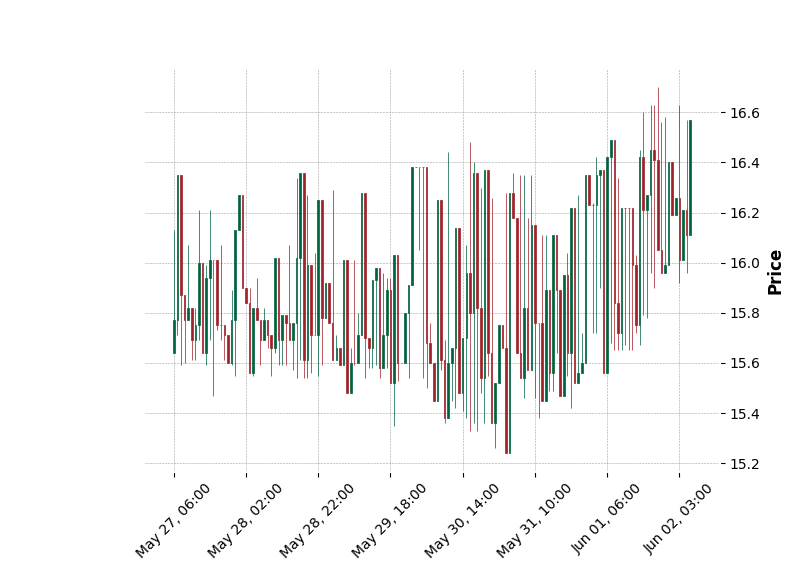 16.6
16.4
16.2
16.0
15.8
15.6
15.4
15.2
Price
May 27, 06:00
May 28, 02:00
May 28, 22:00
May 29, 18:00
May 30, 14:00
May 31, 10:00
Jun 01, 06:00
Jun 02, 03:00